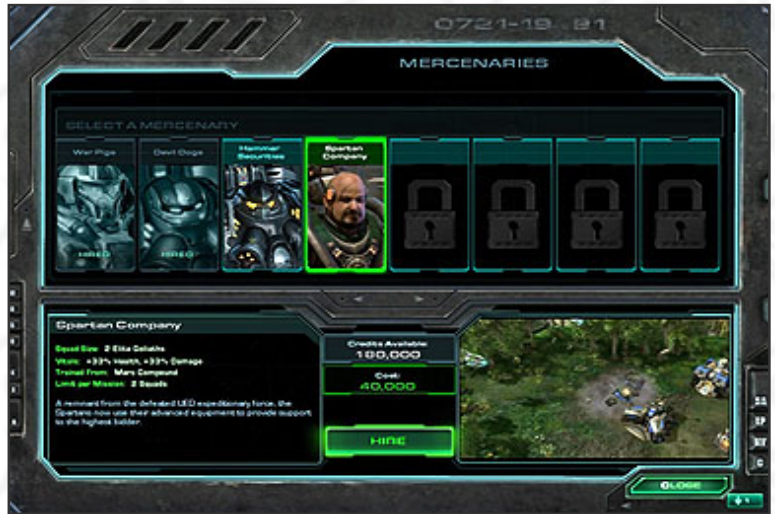 0721-19 91
MERCENARIES
SELECT A MERCENARY
War Pigs
Devil Dogs
Hammer
Securities
Spartan
Company
HIRED
HIRED
Spartan Company
Squad Size: 2 Elite Goliaths
Vitals: +33% Health, +33% Damage
Trained From: Merc Compound
Limit per Mission: 2 Squads
A remnant from the defeated UED expeditionary force, the
Spartans now use their advanced equipment to provide support
to the highest bidder.
Credits Available:
180,000
Cost:
40,000
HIRE
CLOSE